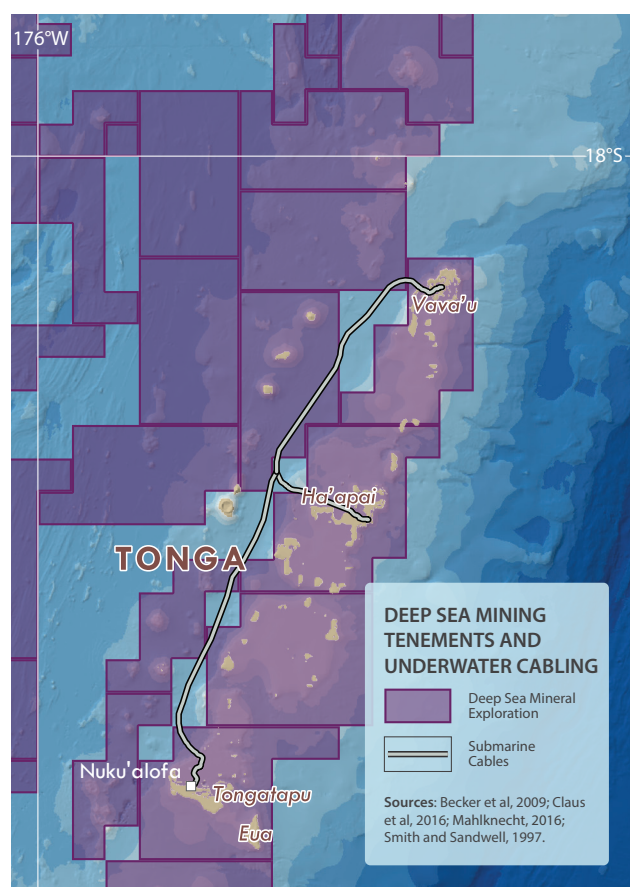 176°W
18°S
Vava'u
Ha'apai
TONGA
Nuku'alofa
Tongatapu
Eua
DEEP SEA MINING
TENEMENTS AND
UNDERWATER CABLING
Deep Sea Mineral
Exploration
Submarine
Cables
Sources: Becker et al, 2009; Claus
et al, 2016; Mahlknecht, 2016;
Smith and Sandwell, 1997.